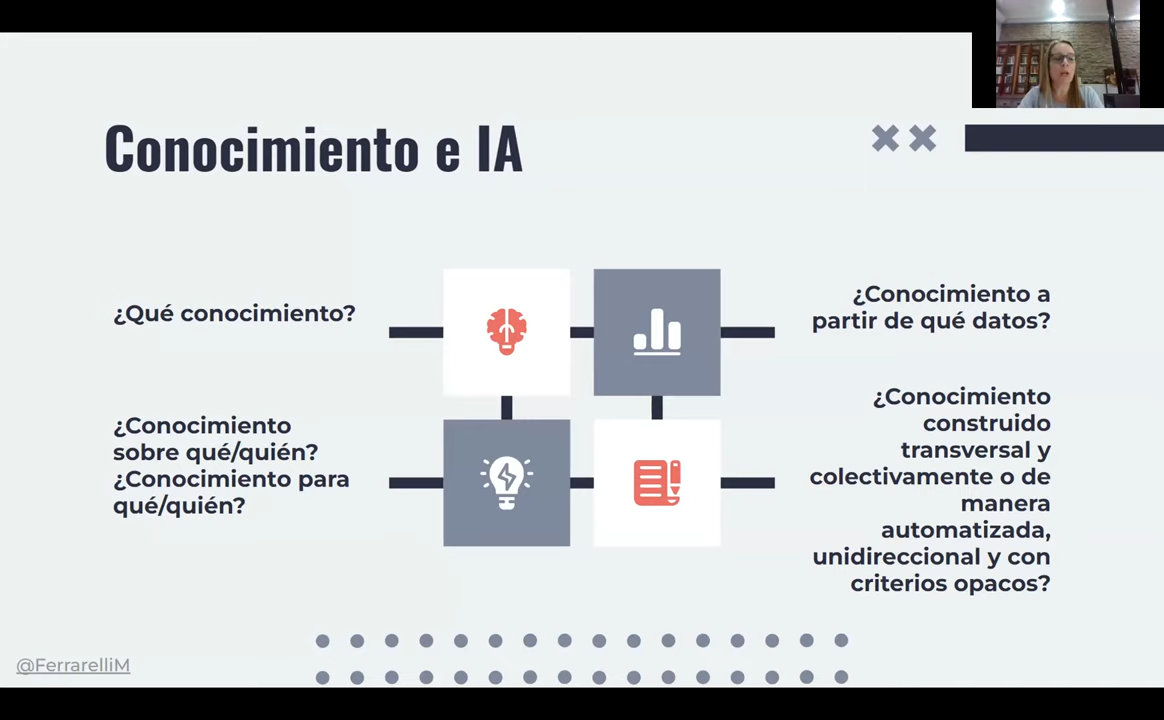 Conocimiento e IA
¿Qué conocimiento?
¿Conocimiento a
partir de qué datos?
¿Conocimiento
sobre qué/quién?
¿Conocimiento para
qué/quién?
¿Conocimiento
construido
transversal y
colectivamente o de
manera
automatizada,
unidireccional y con
criterios opacos?
@FerrarelliM